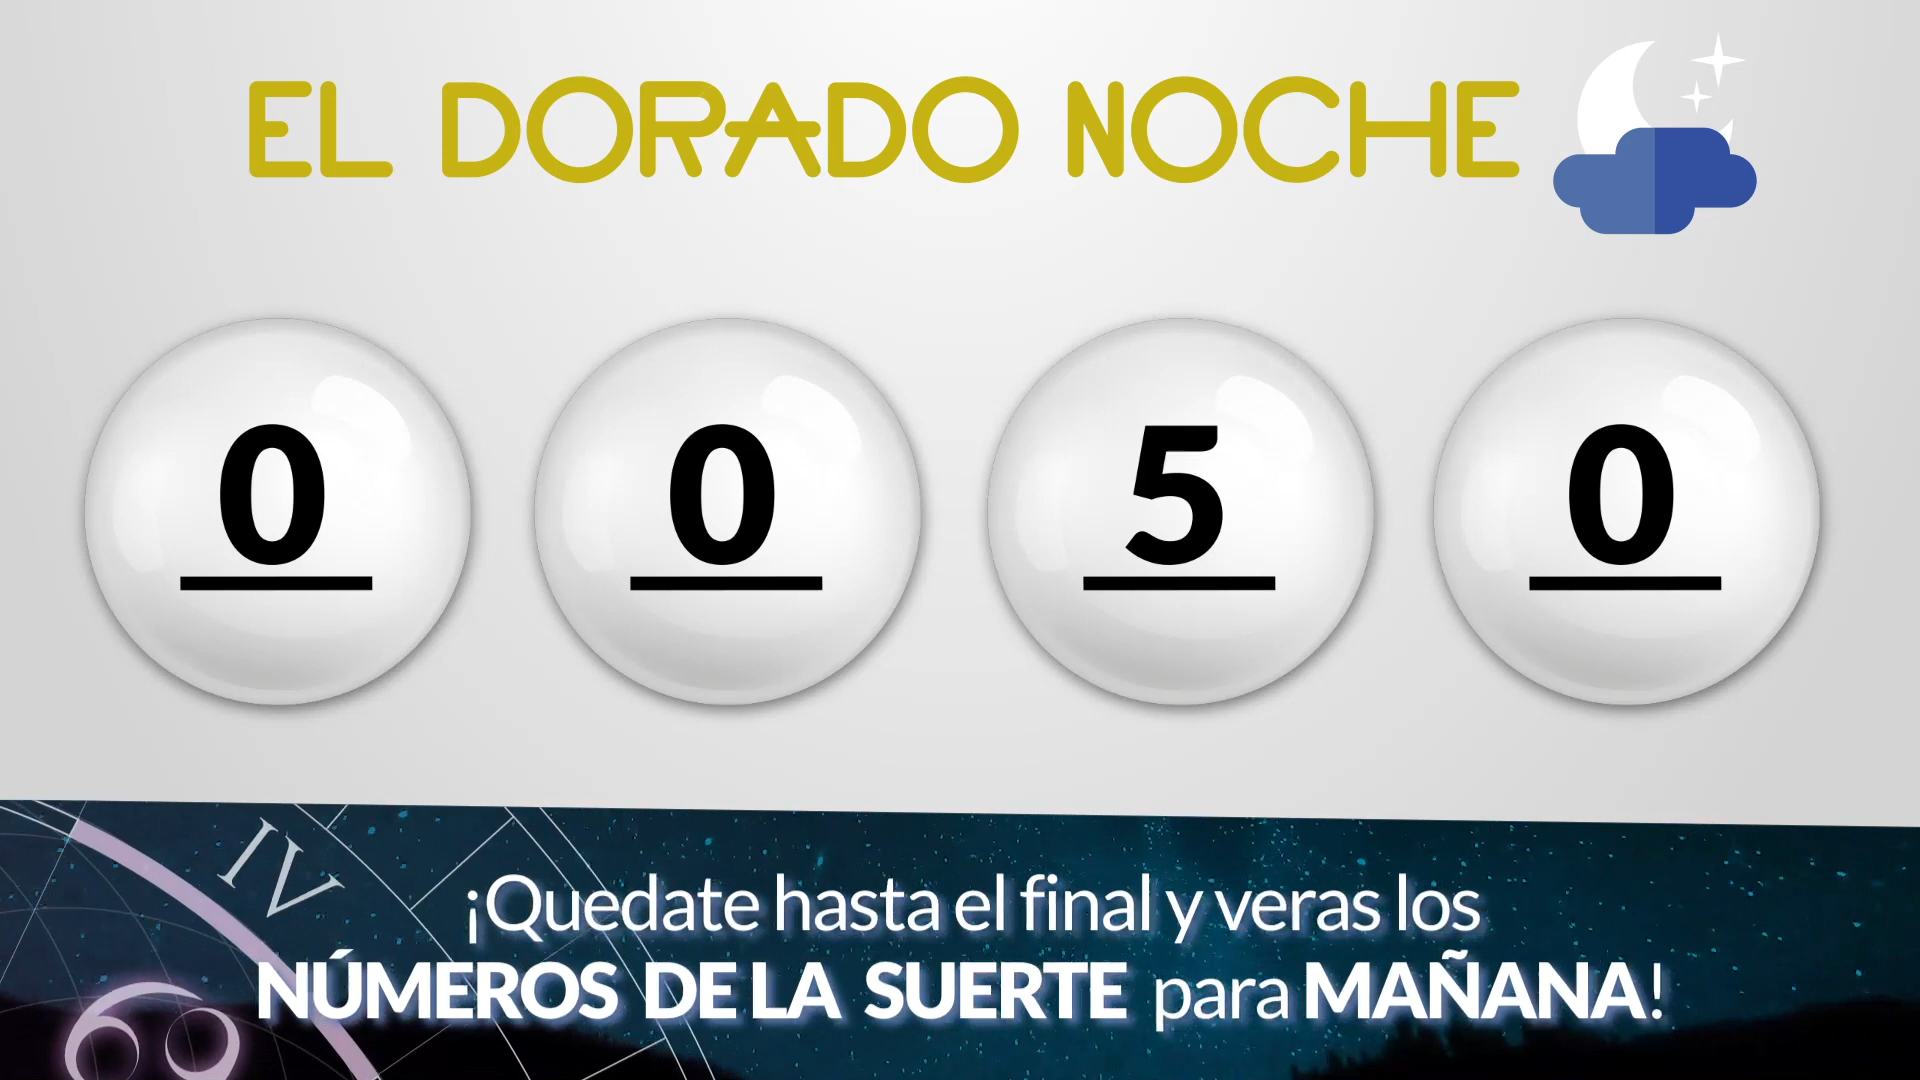 EL DORADO NOCHE
0 0 5 0
IV
¡Quedate hasta el final y veras los
NÚMEROS DE LA SUERTE para MAÑANA!